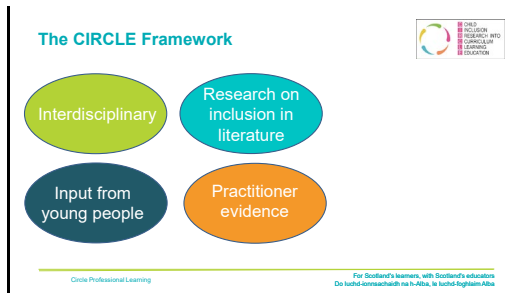 The CIRCLE Framework
CHILD
INCLUSION
RESEARCH INTO
CURRICULUM
LEARNING
EDUCATION
Interdisciplinary
Research on
inclusion in
literature
Input from
young people
Practitioner
evidence
Circle Professional Learning
For Scotland's learners, with Scotland's educators
Do luchd-ionnsachaidh na h-Alba, le luchd-foghlaim Alba